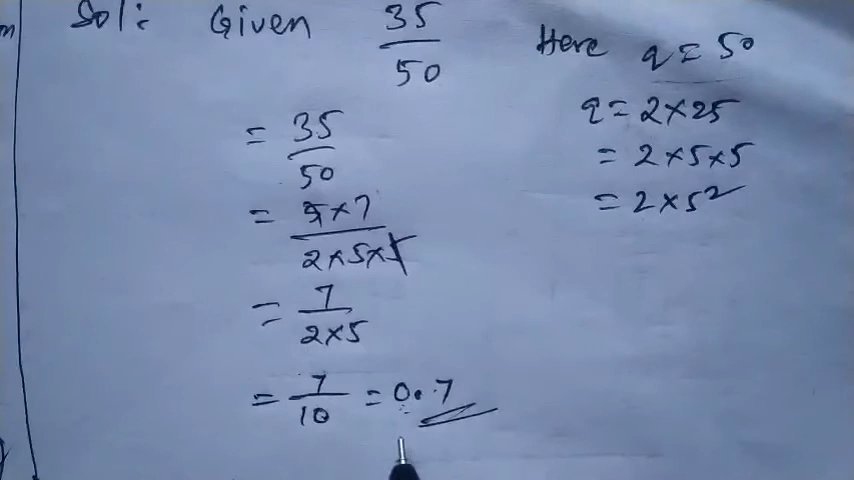 Sol: Given 35/50
= 35/50
= 5×7/2×5×5
= 7/2×5
= 7/10 = 0.7
Here q = 50
q = 2×25
= 2×5×5
= 2×5²